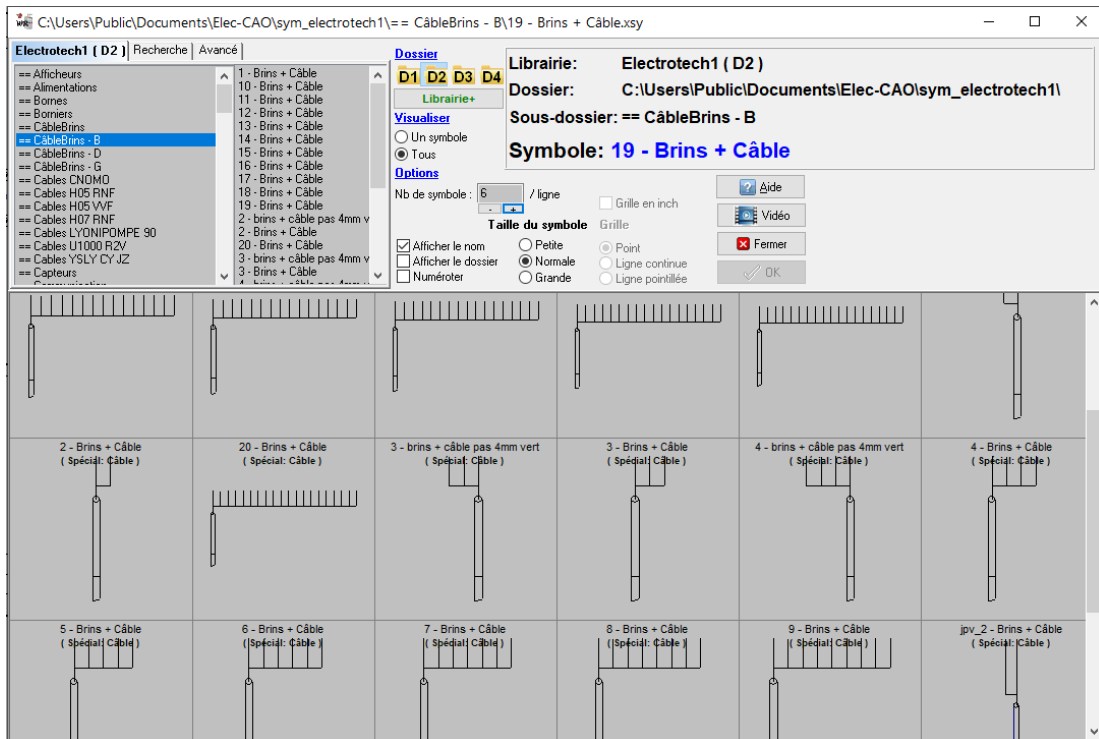 C:\Users\Public\Documents\Elec-CAO\sym_electrotech1\== CâbleBrins - B\19 - Brins + Câble.xsy
Electrotech1 ( D2 )
Recherche
Avancé
== Afficheurs
== Alimentations
== Bornes
== Borniers
== CâbleBrins
== CâbleBrins - B
== CâbleBrins - D
== CâbleBrins - G
== Cables CNOMO
== Cables H05 RNF
== Cables H05 VVF
== Cables H07 RNF
== Cables LYONIPOMPE 90
== Cables U1000 R2V
== Cables YSLY CY JZ
== Capteurs
1 - Brins + Câble
10 - Brins + Câble
11 - Brins + Câble
12 - Brins + Câble
13 - Brins + Câble
14 - Brins + Câble
15 - Brins + Câble
16 - Brins + Câble
17 - Brins + Câble
18 - Brins + Câble
19 - Brins + Câble
2 - brins + câble pas 4mm v
2 - Brins + Câble
20 - Brins + Câble
3 - brins + câble pas 4mm v
3 - Brins + Câble
Dossier
D1 D2 D3 D4
Librairie+
Visualiser
Un symbole
Tous
Options
Nb de symbole : 6 / ligne
- +
Grille en inch
Taille du symbole
Grille
Afficher le nom
Afficher le dossier
Numéroter
Petite
Normale
Grande
Point
Ligne continue
Ligne pointillée
Librairie: Electrotech1 ( D2 )
Dossier: C:\Users\Public\Documents\Elec-CAO\sym_electrotech1\
Sous-dossier: == CâbleBrins - B
Symbole: 19 - Brins + Câble
Aide
Vidéo
Fermer
OK
2 - Brins + Câble
( Spécial: Câble )
20 - Brins + Câble
( Spécial: Câble )
3 - brins + câble pas 4mm vert
( Spécial: Câble )
3 - Brins + Câble
( Spécial: Câble )
4 - brins + câble pas 4mm vert
( Spécial: Câble )
4 - Brins + Câble
( Spécial: Câble )
5 - Brins + Câble
( Spécial: Câble )
6 - Brins + Câble
( Spécial: Câble )
7 - Brins + Câble
( Spécial: Câble )
8 - Brins + Câble
( Spécial: Câble )
9 - Brins + Câble
( Spécial: Câble )
jpv_2 - Brins + Câble
( Spécial: Câble )